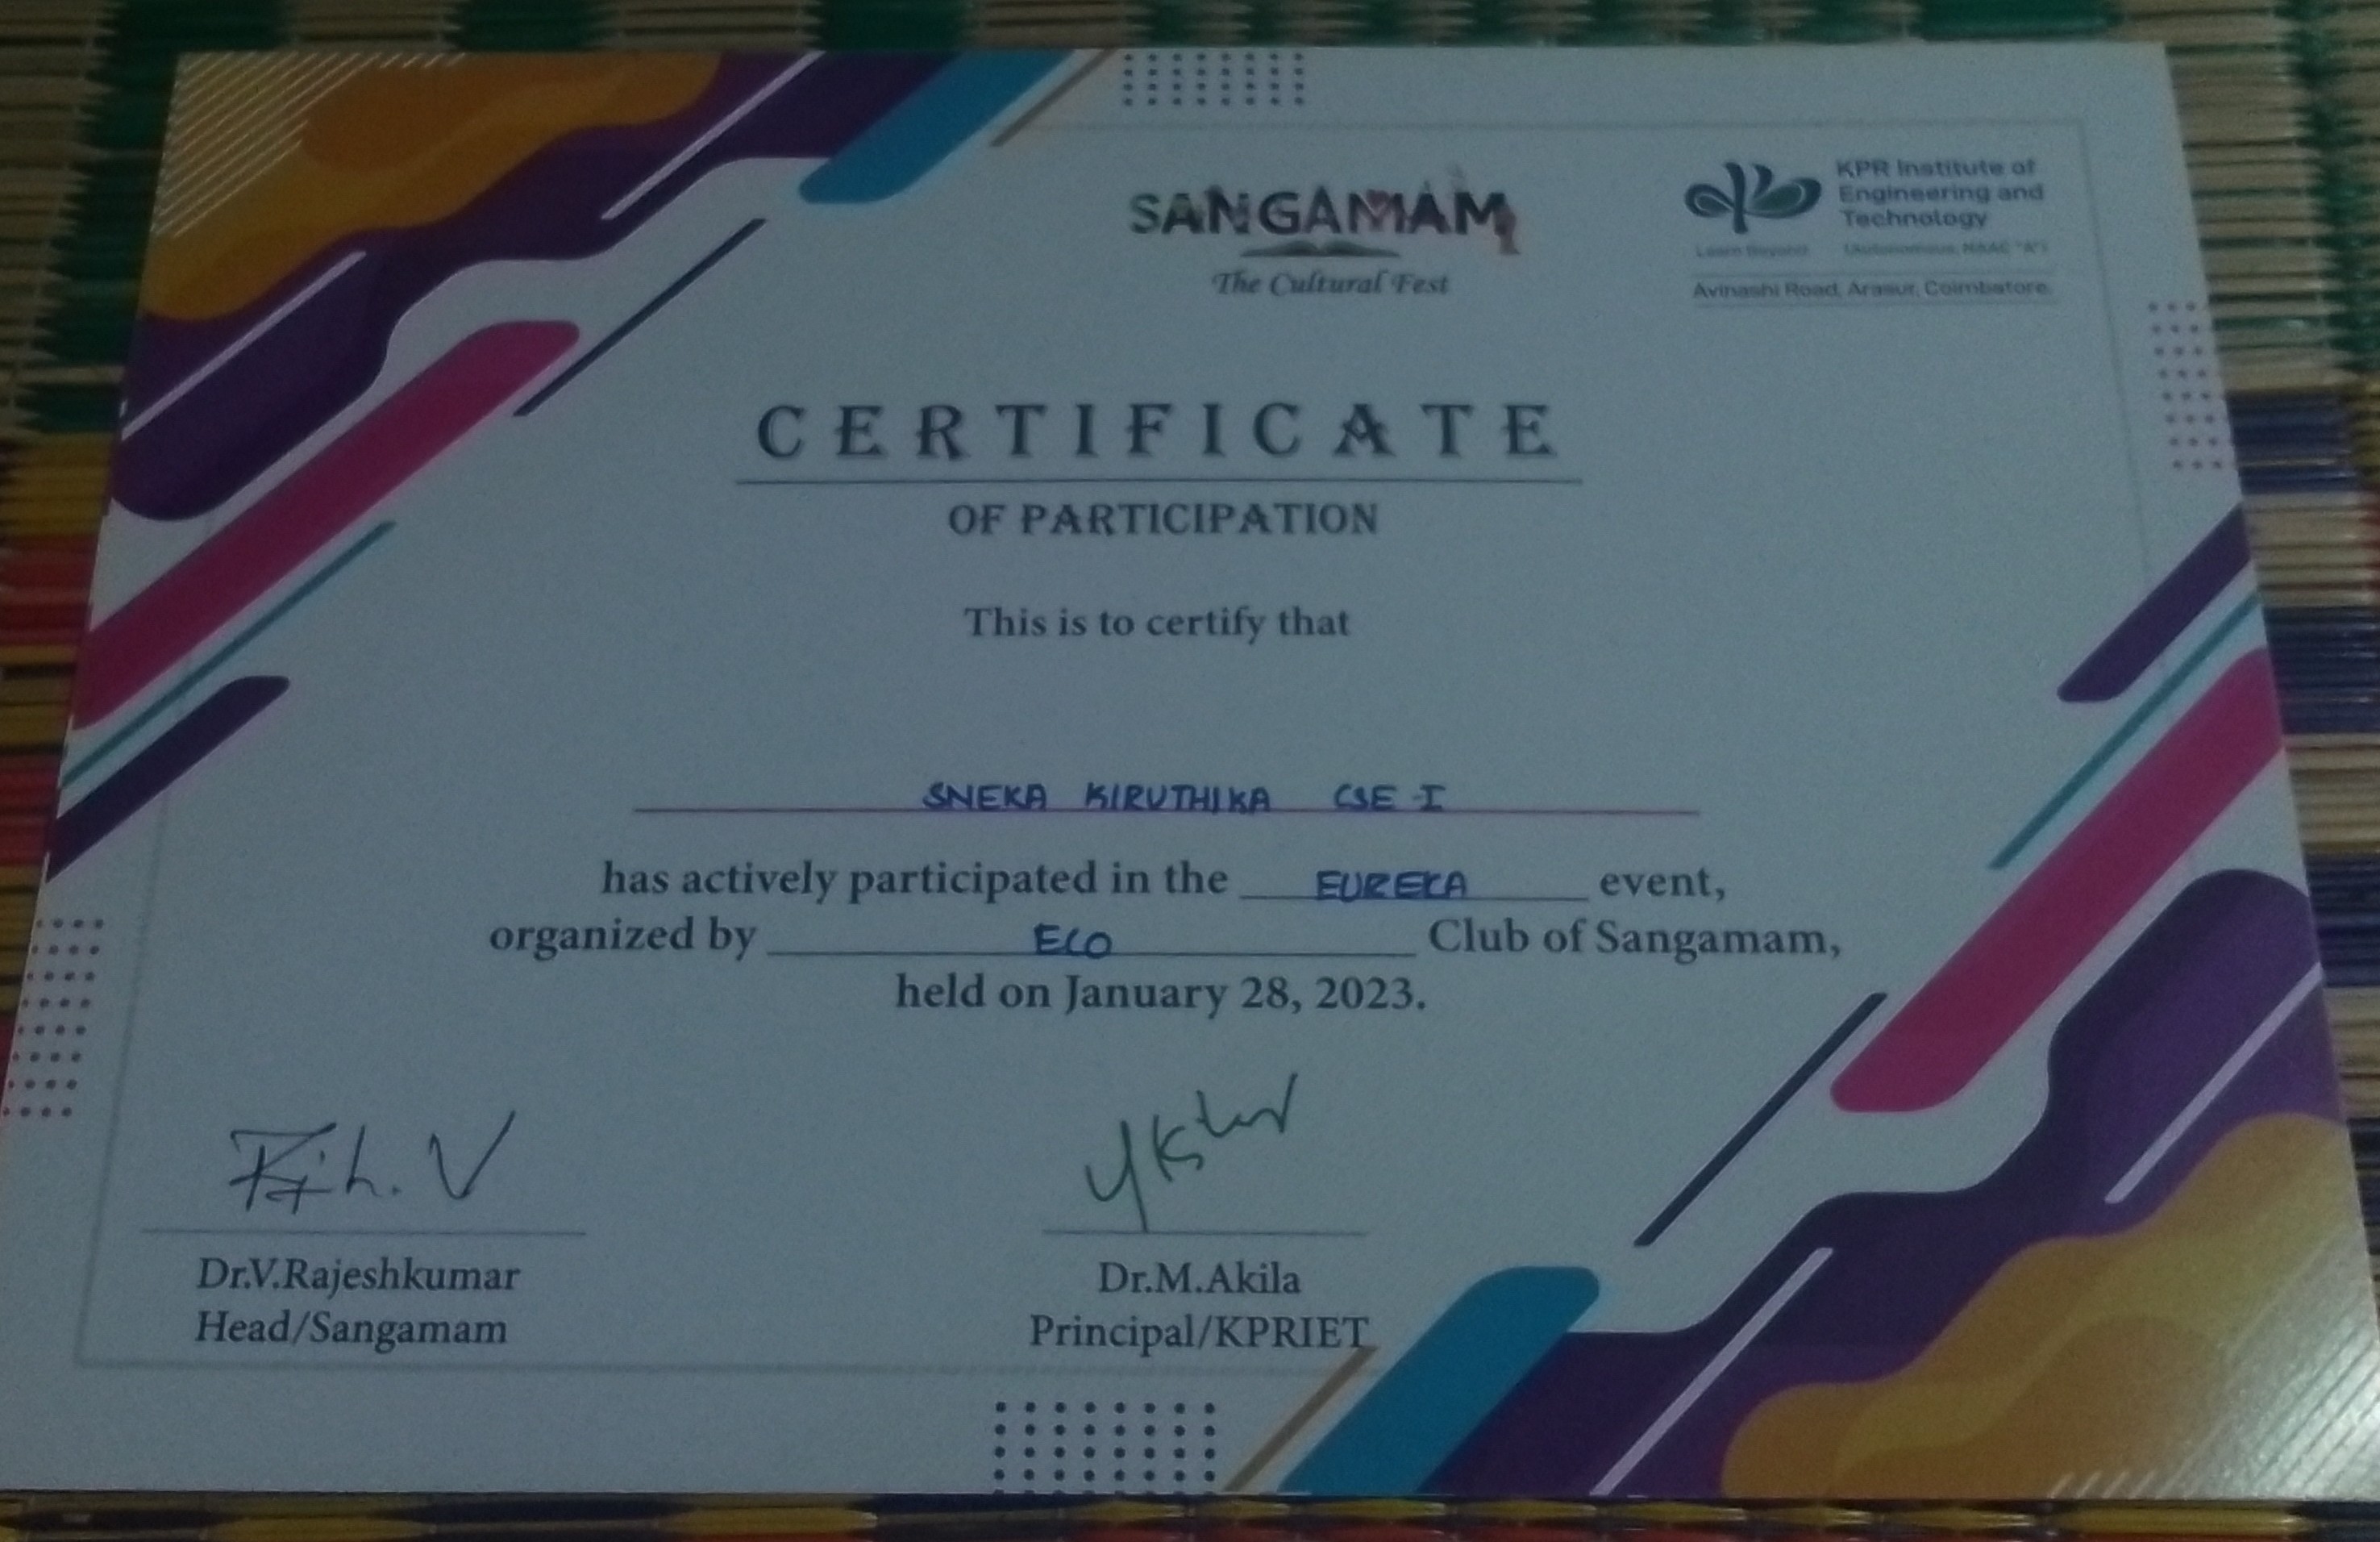 SANGAMAM
The Cultural Fest
KPR Institute of
Engineering and
Technology
Learn Beyond (Autonomous, NAAC "A")
Avinashi Road, Arasur, Coimbatore.
CERTIFICATE
OF PARTICIPATION
This is to certify that
SNEKA KIRUTHIKA CSE-I
has actively participated in the EUREKA event,
organized by ECO Club of Sangamam,
held on January 28, 2023.
Dr.V.Rajeshkumar
Head/Sangamam
Dr.M.Akila
Principal/KPRIET